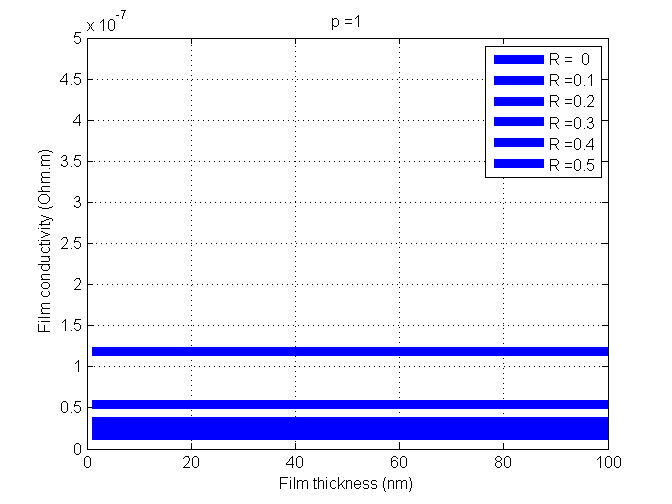 x 10-7
p =1
5
4.5
4
3.5
3
2.5
2
1.5
1
0.5
0
Film conductivity (Ohm.m)
R = 0
R =0.1
R =0.2
R =0.3
R =0.4
R =0.5
0 20 40 60 80 100
Film thickness (nm)